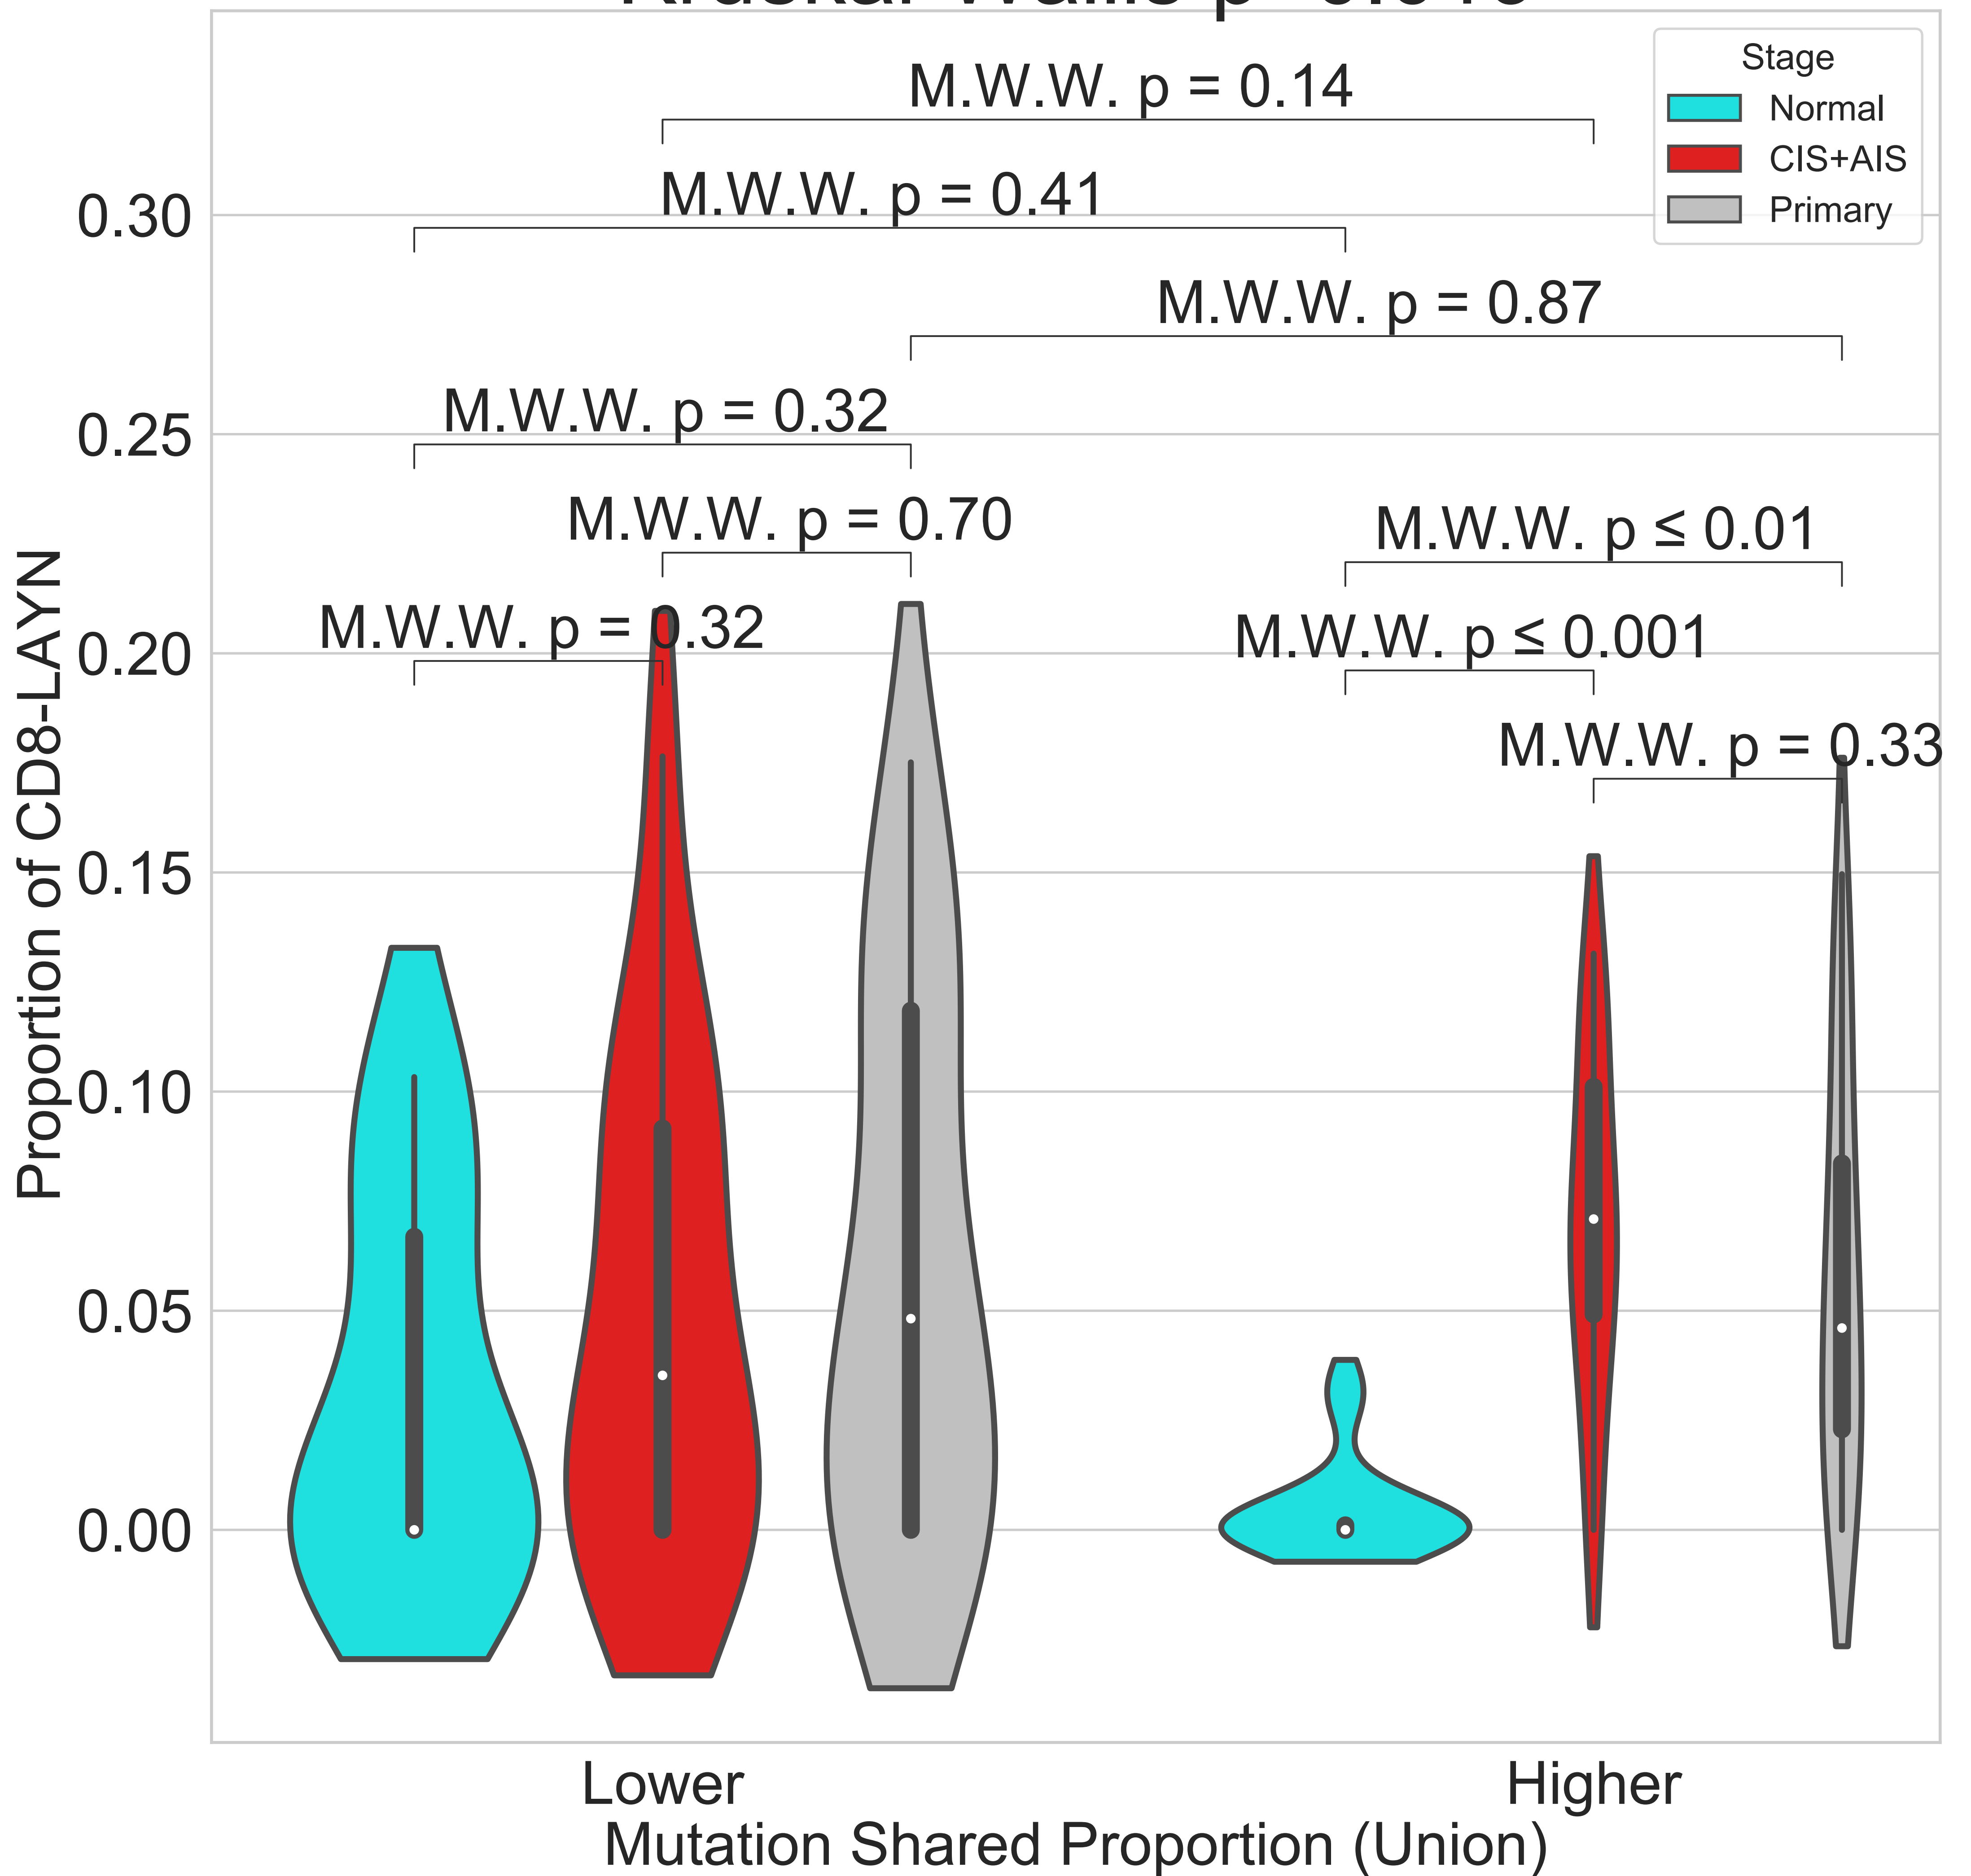 Stage
Normal
CIS+AIS
Primary
M.W.W. p = 0.14
M.W.W. p = 0.41
M.W.W. p = 0.87
M.W.W. p = 0.32
M.W.W. p = 0.70
M.W.W. p = 0.32
M.W.W. p ≤ 0.01
M.W.W. p ≤ 0.001
M.W.W. p = 0.33
Proportion of CD8-LAYN
0.30
0.25
0.20
0.15
0.10
0.05
0.00
Lower
Higher
Mutation Shared Proportion (Union)